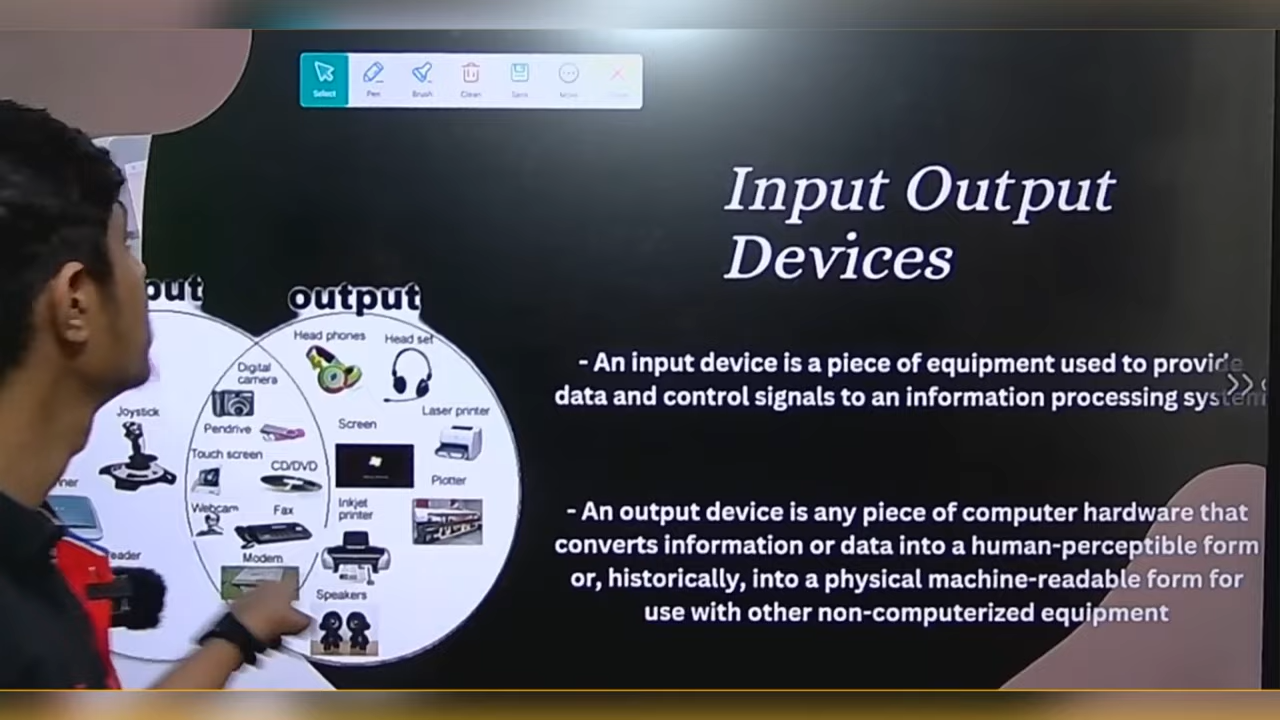 Select
Pen
Brush
Clean
Save
More
Input Output
Devices
put
output
Head phones
Head set
Digital
camera
Joystick
Laser printer
Pendrive
Screen
Touch screen
CD/DVD
Plotter
Webcam
Fax
Inkjet
printer
Modem
Speakers
- An input device is a piece of equipment used to provide
data and control signals to an information processing system
- An output device is any piece of computer hardware that
converts information or data into a human-perceptible form
or, historically, into a physical machine-readable form for
use with other non-computerized equipment